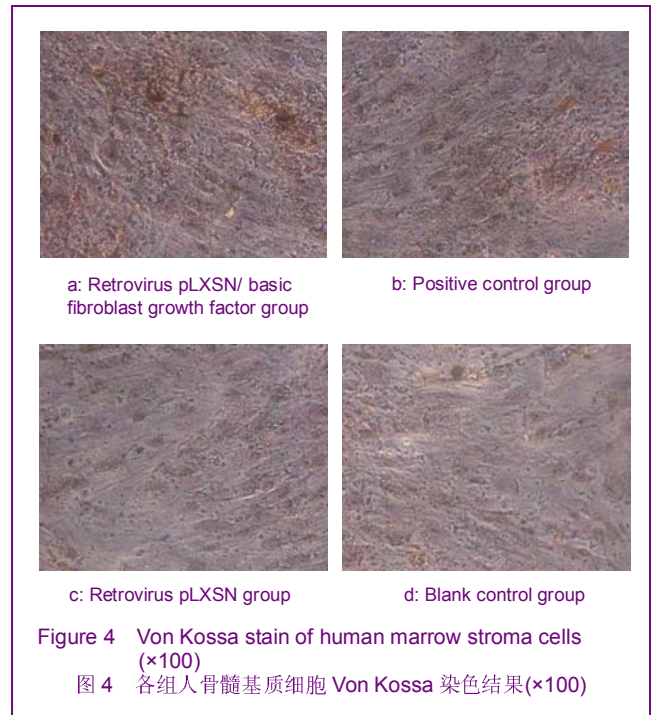 a: Retrovirus pLXSN/ basic
fibroblast growth factor group
b: Positive control group
c: Retrovirus pLXSN group
d: Blank control group
Figure 4 Von Kossa stain of human marrow stroma cells
(×100)
图 4 各组人骨髓基质细胞 Von Kossa 染色结果(×100)